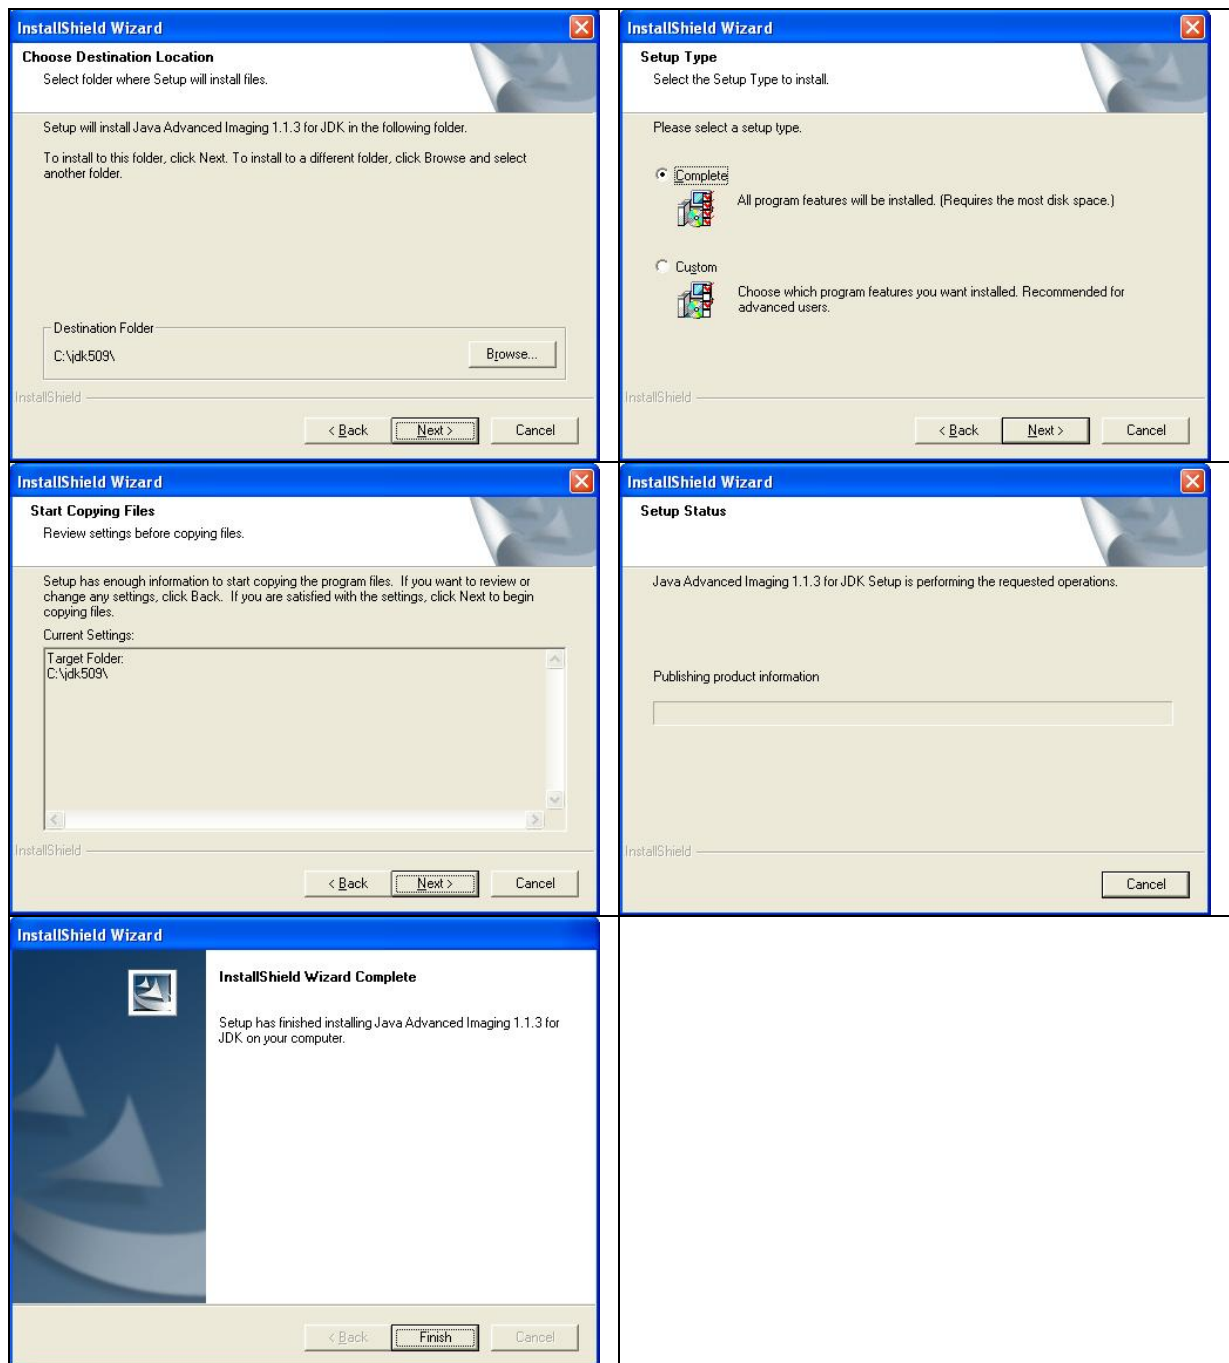 InstallShield Wizard
Choose Destination Location
Select folder where Setup will install files.
Setup will install Java Advanced Imaging 1.1.3 for JDK in the following folder.
To install to this folder, click Next. To install to a different folder, click Browse and select
another folder.
Destination Folder
C:\jdk509\
Browse...
InstallShield
< Back
Next >
Cancel
InstallShield Wizard
Setup Type
Select the Setup Type to install.
Please select a setup type.
Complete
All program features will be installed. (Requires the most disk space.)
Custom
Choose which program features you want installed. Recommended for
advanced users.
InstallShield
< Back
Next >
Cancel
InstallShield Wizard
Start Copying Files
Review settings before copying files.
Setup has enough information to start copying the program files. If you want to review or
change any settings, click Back. If you are satisfied with the settings, click Next to begin
copying files.
Current Settings:
Target Folder:
C:\jdk509\
InstallShield
< Back
Next >
Cancel
InstallShield Wizard
Setup Status
Java Advanced Imaging 1.1.3 for JDK Setup is performing the requested operations.
Publishing product information
InstallShield
Cancel
InstallShield Wizard
InstallShield Wizard Complete
Setup has finished installing Java Advanced Imaging 1.1.3 for
JDK on your computer.
< Back
Finish
Cancel